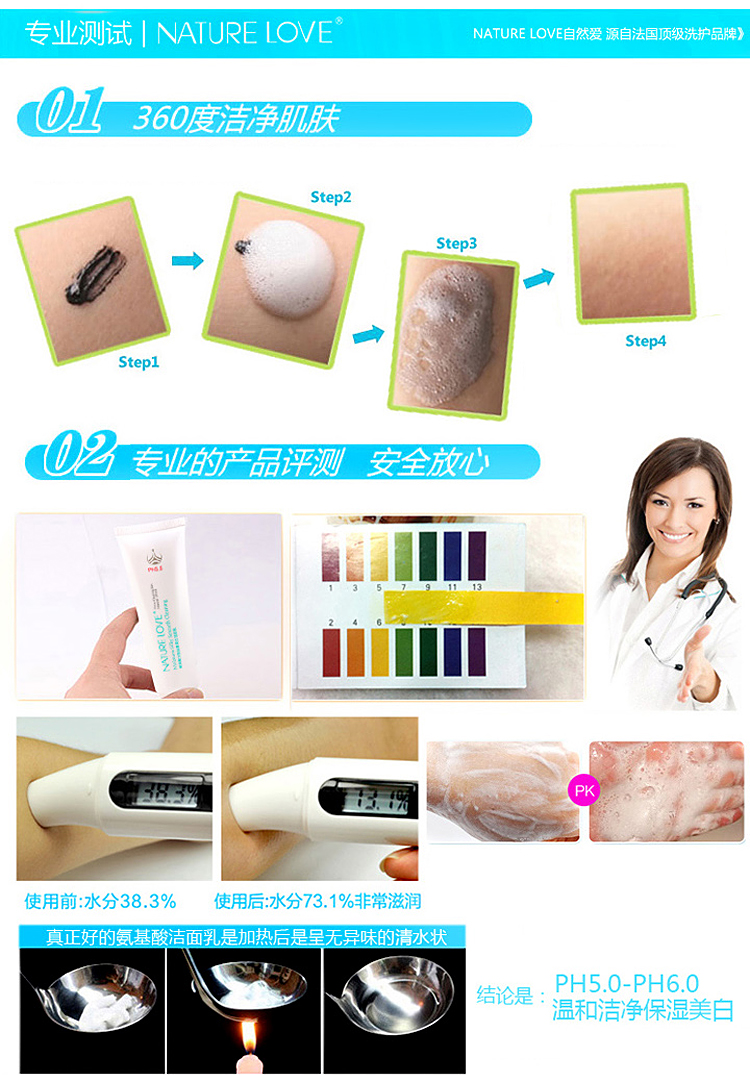 专业测试 | NATURE LOVE®
NATURE LOVE自然爱 源自法国顶级洗护品牌》
01 360度洁净肌肤
Step1
Step2
Step3
Step4
02 专业的产品评测 安全放心
PH5.5
NATURE LOVE
1 3 5 7 9 11 13
2 4 6
38.3%
73.1%
PK
使用前:水分38.3%
使用后:水分73.1%非常滋润
真正好的氨基酸洁面乳是加热后是呈无异味的清水状
结论是: PH5.0-PH6.0
温和洁净保湿美白